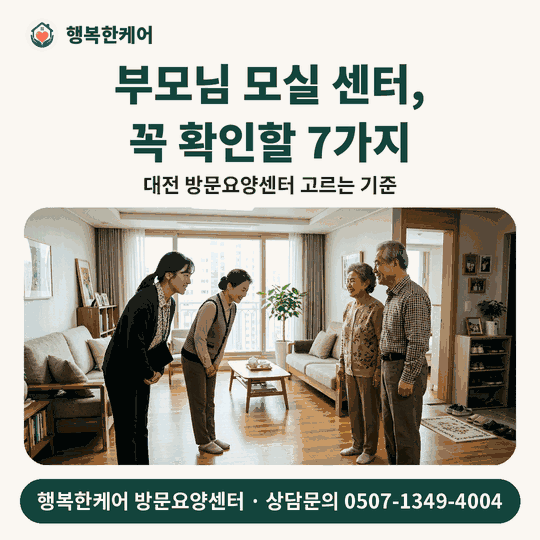 행복한케어
부모님 모실 센터,
꼭 확인할 7가지
대전 방문요양센터 고르는 기준
행복한케어 방문요양센터 · 상담문의 0507-1349-4004